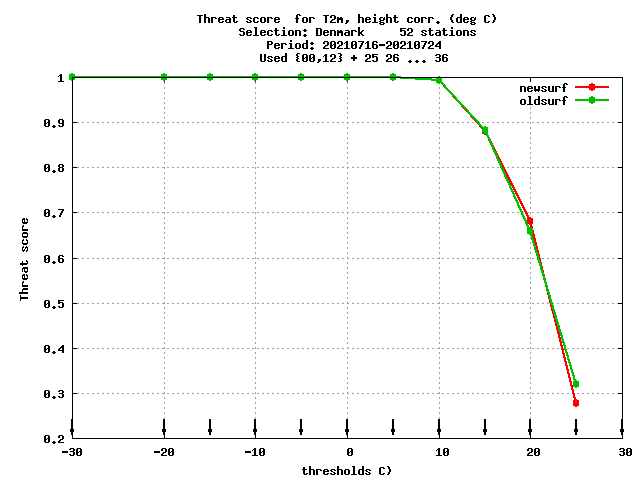 Threat score  for T2m, height corr. (deg C)
Selection: Denmark     52 stations
Period: 20210716-20210724
Used {00,12} + 25 26 ... 36
newsurf
oldsurf
Threat score
1
0.9
0.8
0.7
0.6
0.5
0.4
0.3
0.2
-30 -20 -10 0 10 20 30
thresholds C)